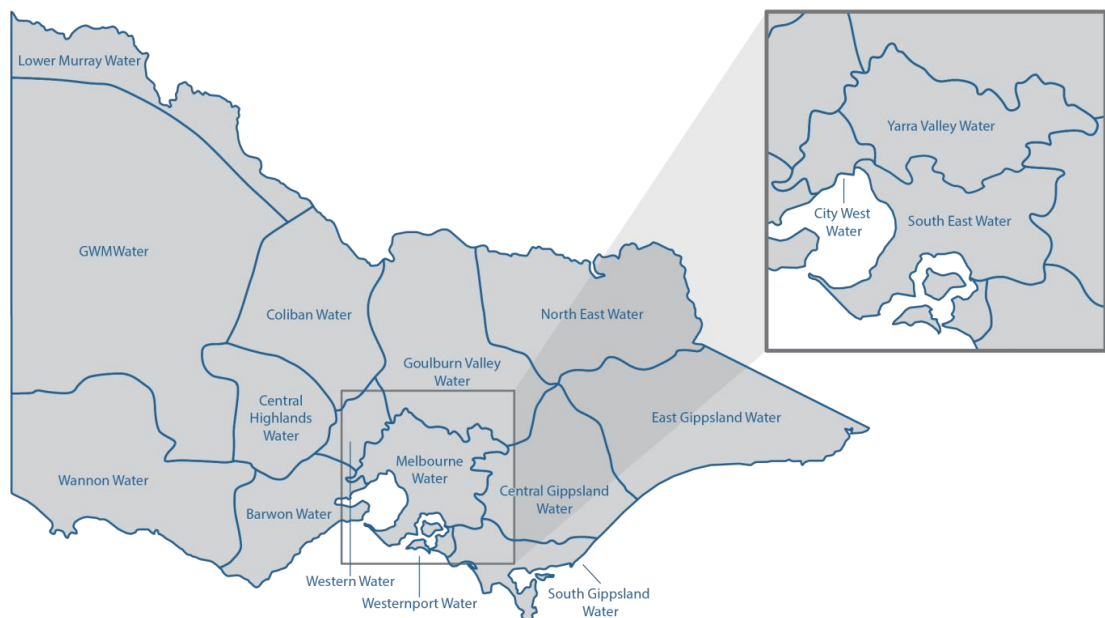 Lower Murray Water
GWMWater
Coliban Water
North East Water
Goulburn Valley
Water
Central
Highlands
Water
East Gippsland Water
Melbourne
Water
Wannon Water
Central Gippsland
Water
Barwon Water
Western Water
Westernport Water
South Gippsland
Water
Yarra Valley Water
City West
Water
South East Water